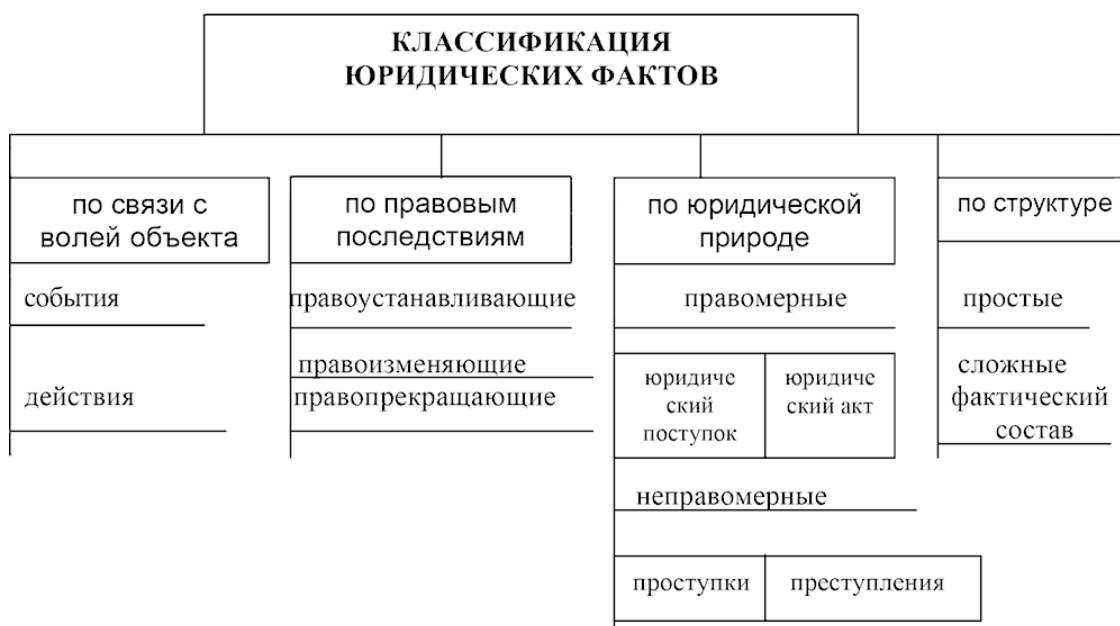 КЛАССИФИКАЦИЯ
ЮРИДИЧЕСКИХ ФАКТОВ
по связи с
волей объекта
события
действия
по правовым
последствиям
правоустанавливающие
правоизменяющие
правопрекращающие
по юридической
природе
правомерные
юридиче
ский
поступок
юридиче
ский акт
неправомерные
проступки
преступления
по структуре
простые
сложные
фактический
состав